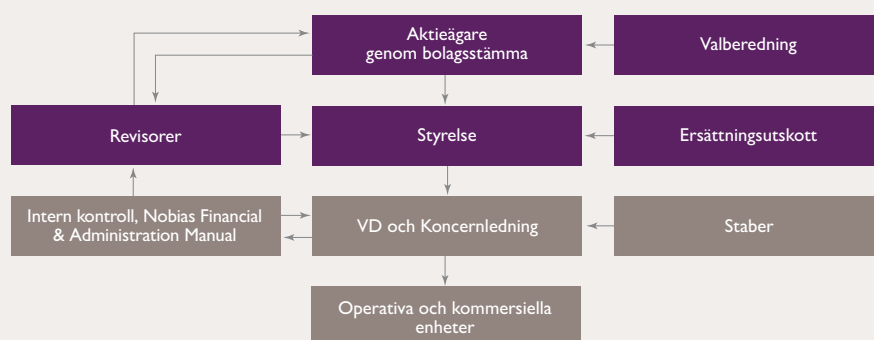 Aktieägare
genom bolagsstämma
Valberedning
Revisorer
Styrelse
Ersättningsutskott
Intern kontroll, Nobias Financial
& Administration Manual
VD och Koncernledning
Staber
Operativa och kommersiella
enheter